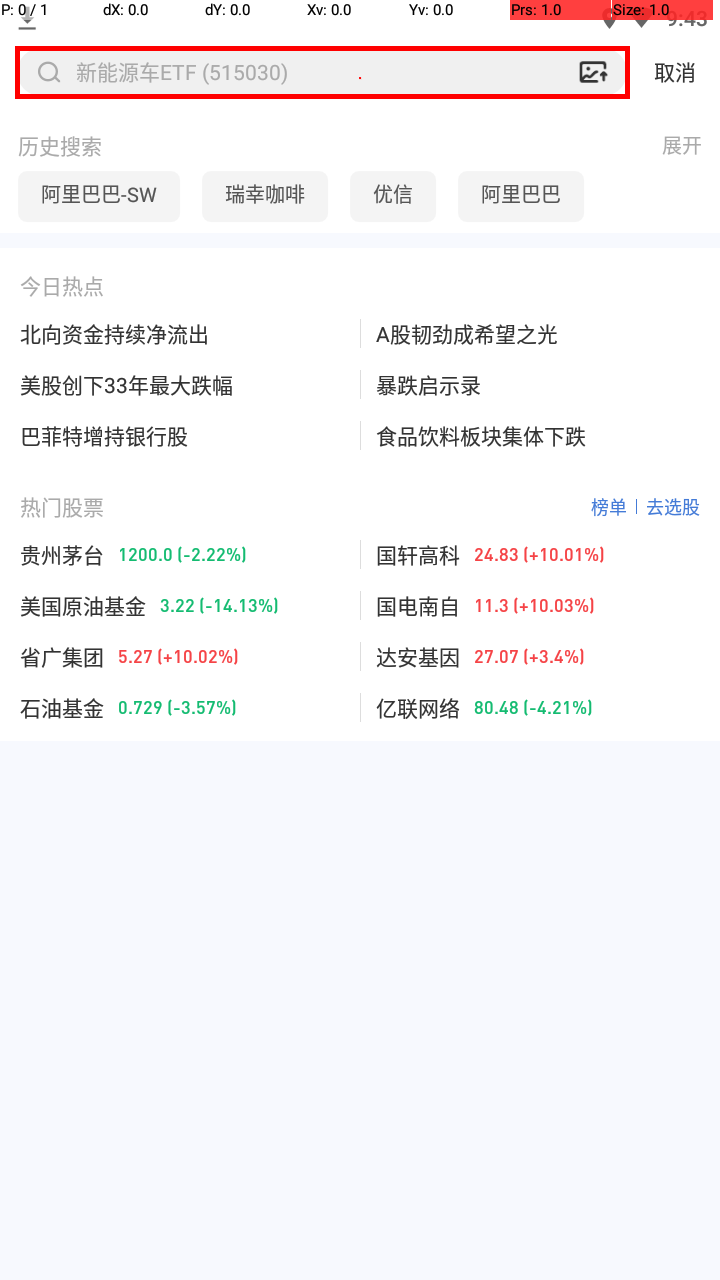 P: 0 / 1 dX: 0.0 dY: 0.0 Xv: 0.0 Yv: 0.0 Prs: 1.0 Size: 1.0
9:43
新能源车ETF (515030) 取消
历史搜索 展开
阿里巴巴-SW 瑞幸咖啡 优信 阿里巴巴
今日热点
北向资金持续净流出 A股韧劲成希望之光
美股创下33年最大跌幅 暴跌启示录
巴菲特增持银行股 食品饮料板块集体下跌
热门股票 榜单 去选股
贵州茅台 1200.0 (-2.22%) 国轩高科 24.83 (+10.01%)
美国原油基金 3.22 (-14.13%) 国电南自 11.3 (+10.03%)
省广集团 5.27 (+10.02%) 达安基因 27.07 (+3.4%)
石油基金 0.729 (-3.57%) 亿联网络 80.48 (-4.21%)